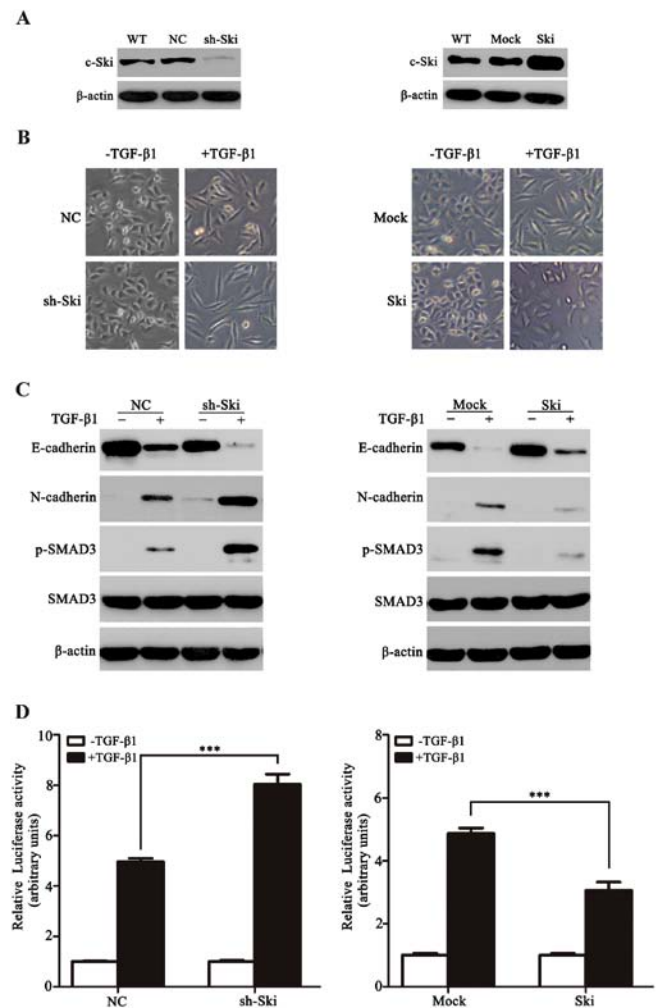 A
WT NC sh-Ski
c-Ski
β-actin
WT Mock Ski
c-Ski
β-actin
B
-TGF-β1 +TGF-β1
NC
sh-Ski
-TGF-β1 +TGF-β1
Mock
Ski
C
NC sh-Ski
TGF-β1 − + − +
E-cadherin
N-cadherin
p-SMAD3
SMAD3
β-actin
Mock Ski
TGF-β1 − + − +
E-cadherin
N-cadherin
p-SMAD3
SMAD3
β-actin
D
Relative Luciferase activity
(arbitrary units)
10
8
6
4
2
0
-TGF-β1
+TGF-β1
***
NC sh-Ski
Relative Luciferase activity
(arbitrary units)
8
6
4
2
0
-TGF-β1
+TGF-β1
***
Mock Ski